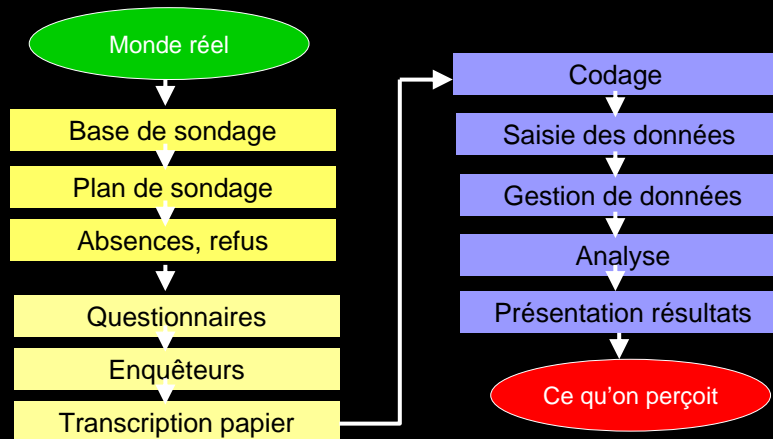 Monde réel
Base de sondage
Plan de sondage
Absences, refus
Questionnaires
Enquêteurs
Transcription papier
Codage
Saisie des données
Gestion de données
Analyse
Présentation résultats
Ce qu'on perçoit